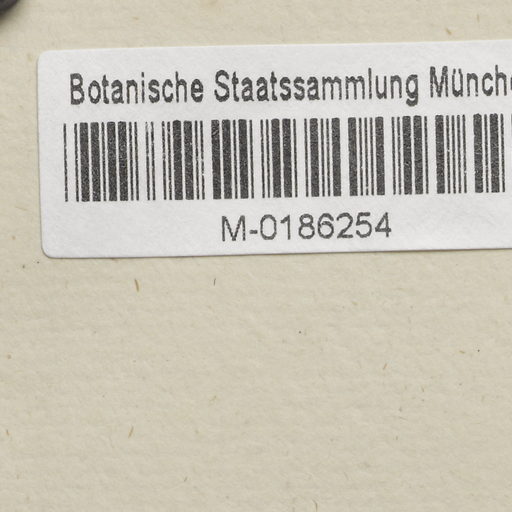 Botanische Staatssammlung Münch
M-0186254